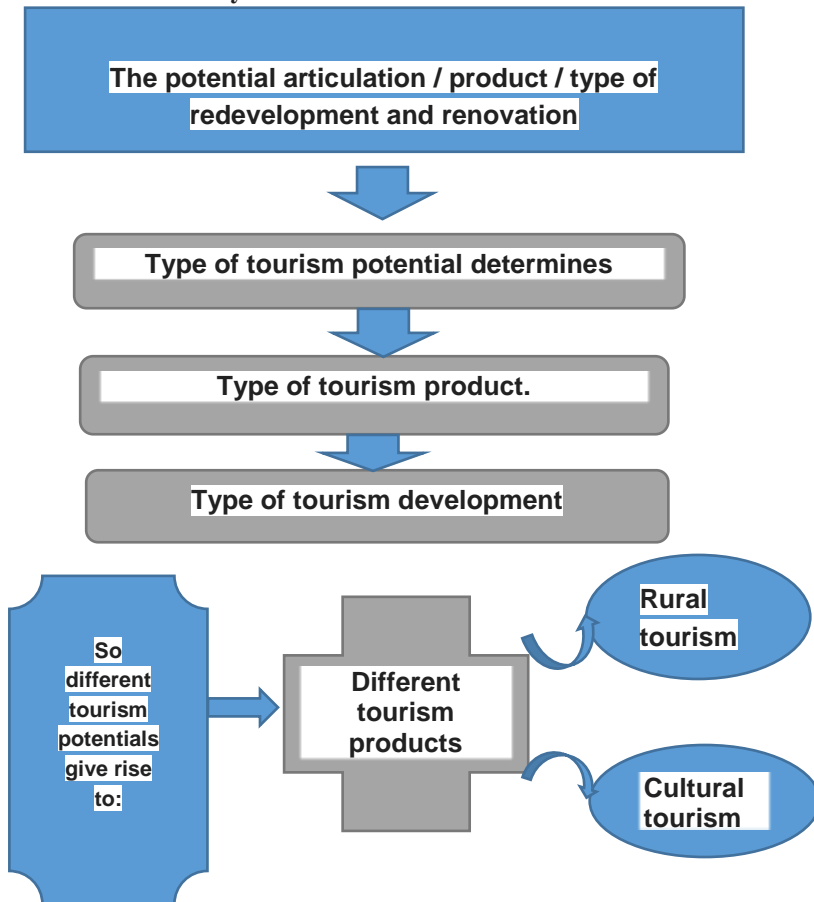 The potential articulation / product / type of
redevelopment and renovation
Type of tourism potential determines
Type of tourism product.
Type of tourism development
So
different
tourism
potentials
give rise
to:
Different
tourism
products
Rural
tourism
Cultural
tourism